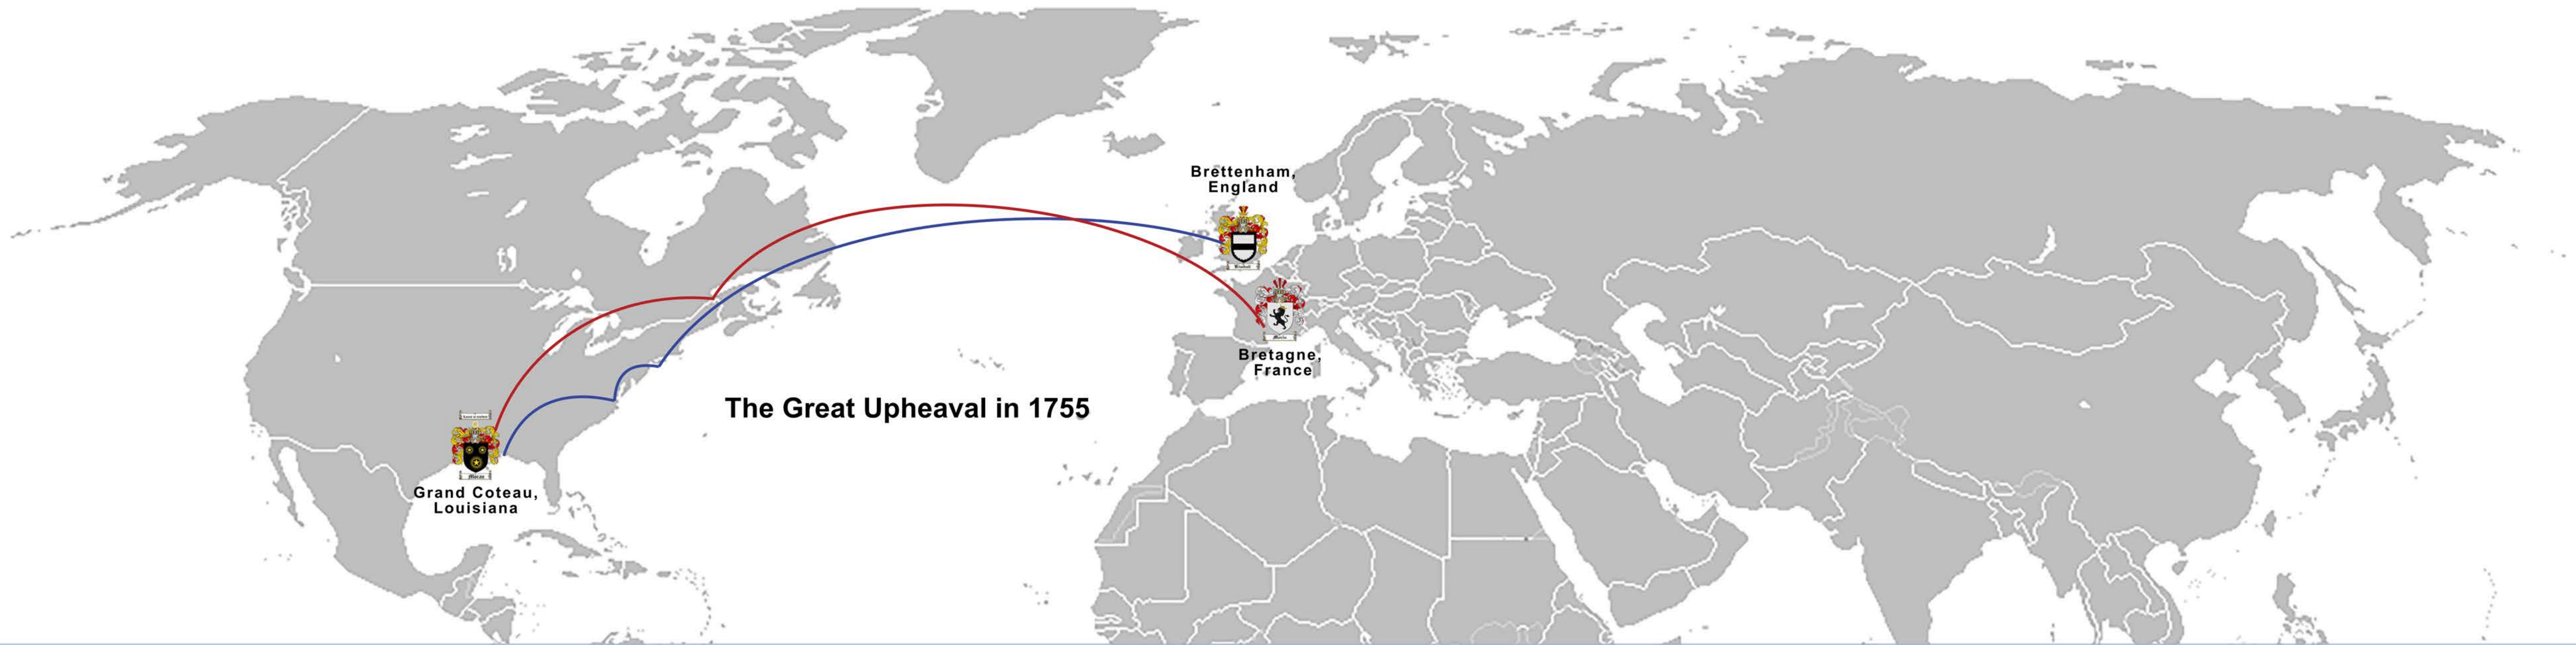 Brettenham,
England
Bretagne,
France
The Great Upheaval in 1755
Grand Coteau,
Louisiana